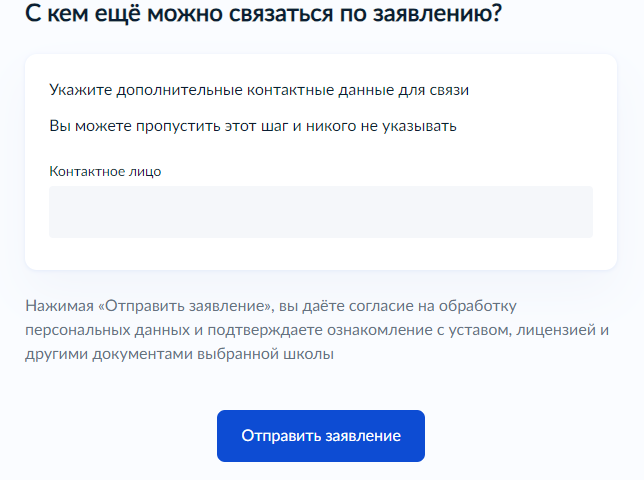 С кем ещё можно связаться по заявлению?
Укажите дополнительные контактные данные для связи
Вы можете пропустить этот шаг и никого не указывать
Контактное лицо
Нажимая «Отправить заявление», вы даёте согласие на обработку
персональных данных и подтверждаете ознакомление с уставом, лицензией и
другими документами выбранной школы
Отправить заявление